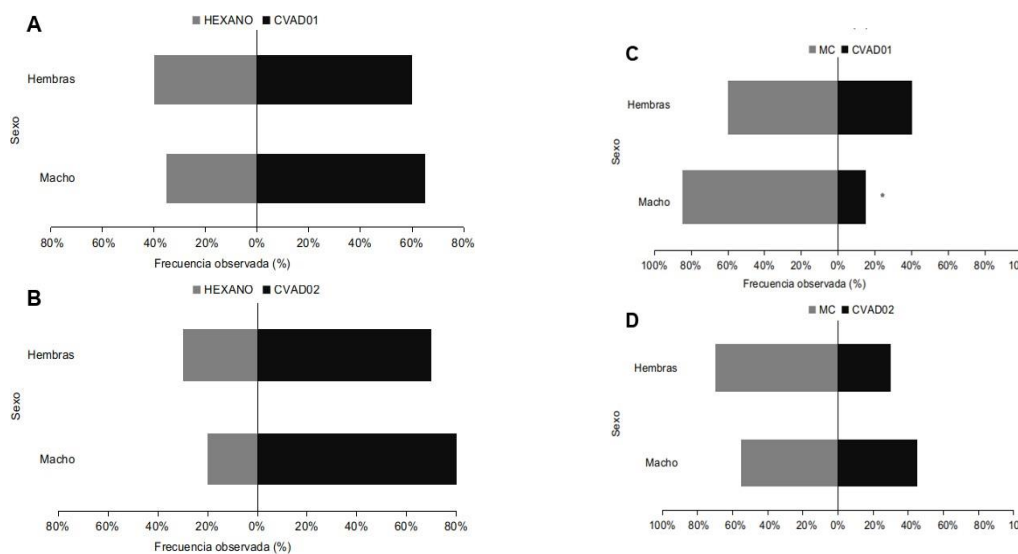 A
HEXANO CVAD01
Hembras
Sexo
Macho
80% 60% 40% 20% 0% 20% 40% 60% 80%
Frecuencia observada (%)
B
HEXANO CVAD02
Hembras
Sexo
Macho
80% 60% 40% 20% 0% 20% 40% 60% 80%
Frecuencia observada (%)
C
MC CVAD01
Hembras
Sexo
Macho
*
100% 80% 60% 40% 20% 0% 20% 40% 60% 80%
Frecuencia observada (%)
D
MC CVAD02
Hembras
Sexo
Macho
100% 80% 60% 40% 20% 0% 20% 40% 60% 80%
Frecuencia observada (%)